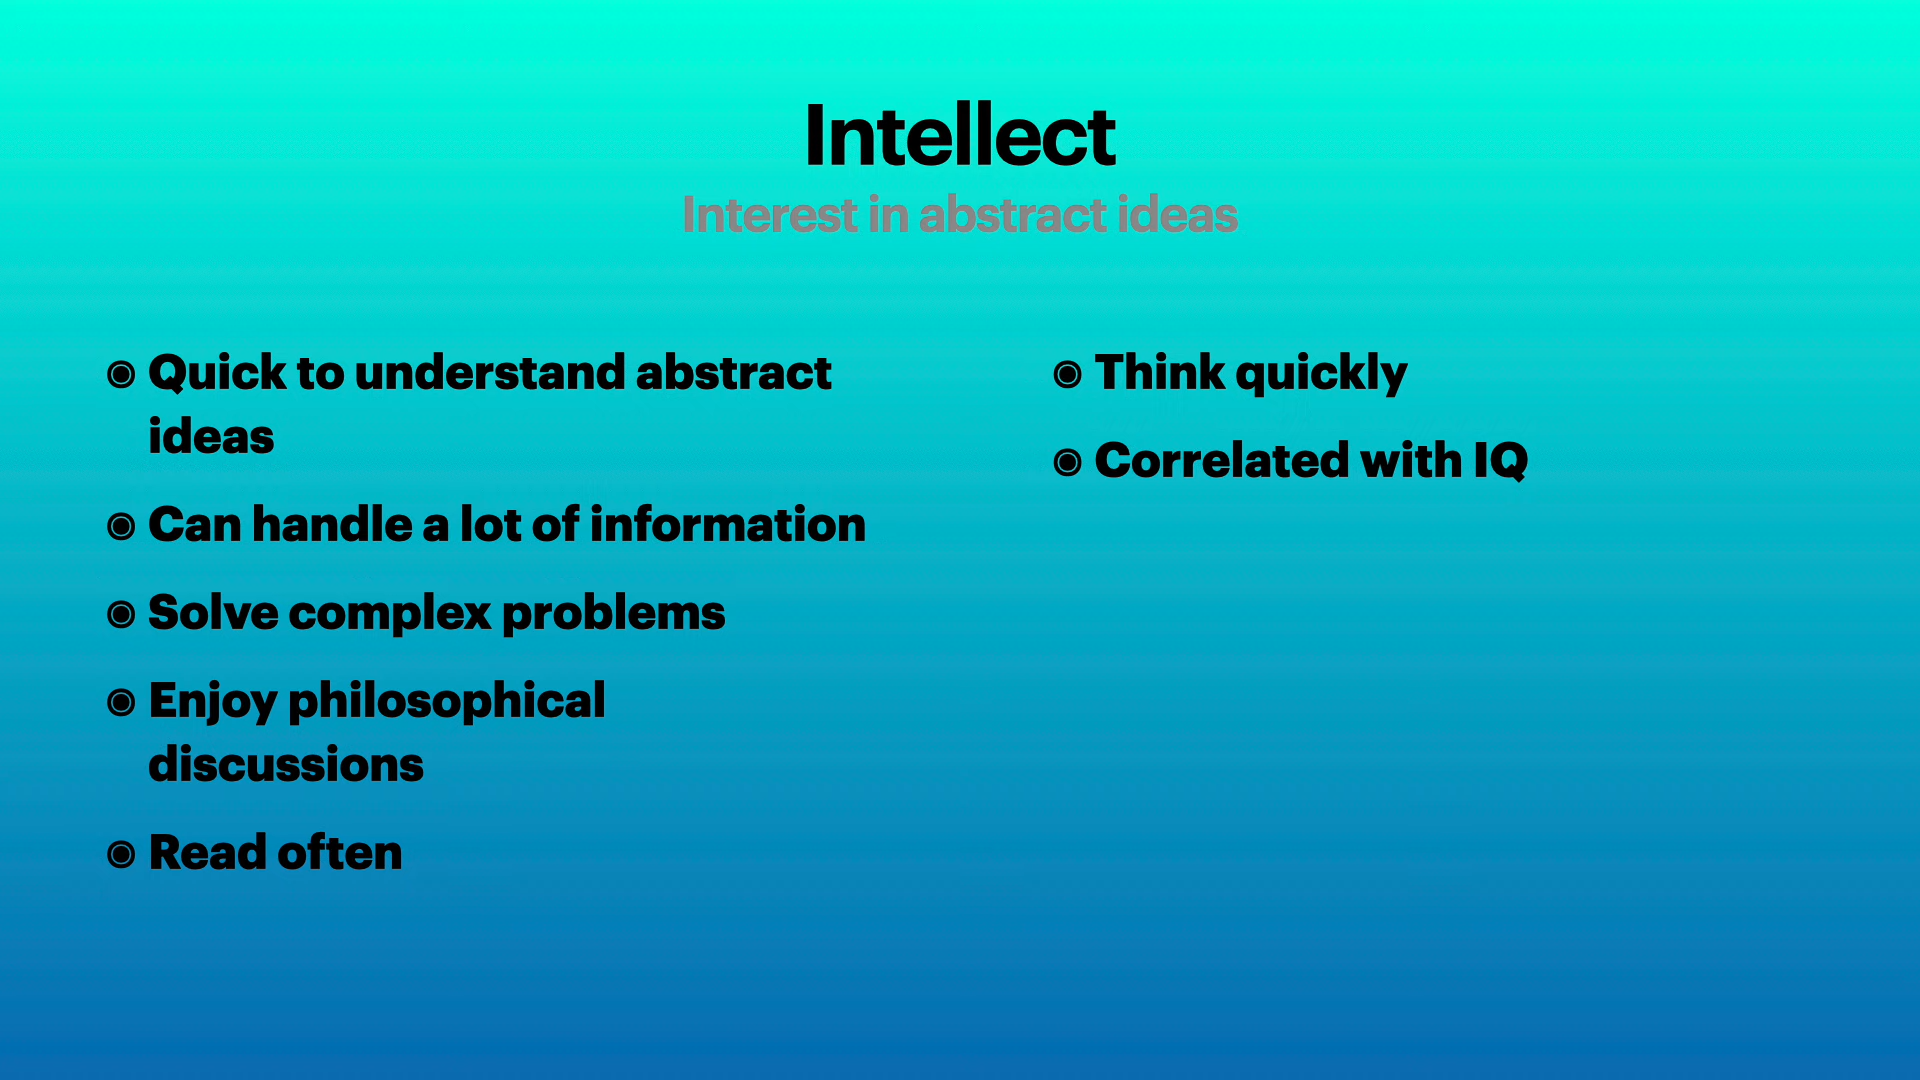 Intellect
Interest in abstract ideas
◉ Quick to understand abstract
ideas
◉ Can handle a lot of information
◉ Solve complex problems
◉ Enjoy philosophical
discussions
◉ Read often
◉ Think quickly
◉ Correlated with IQ